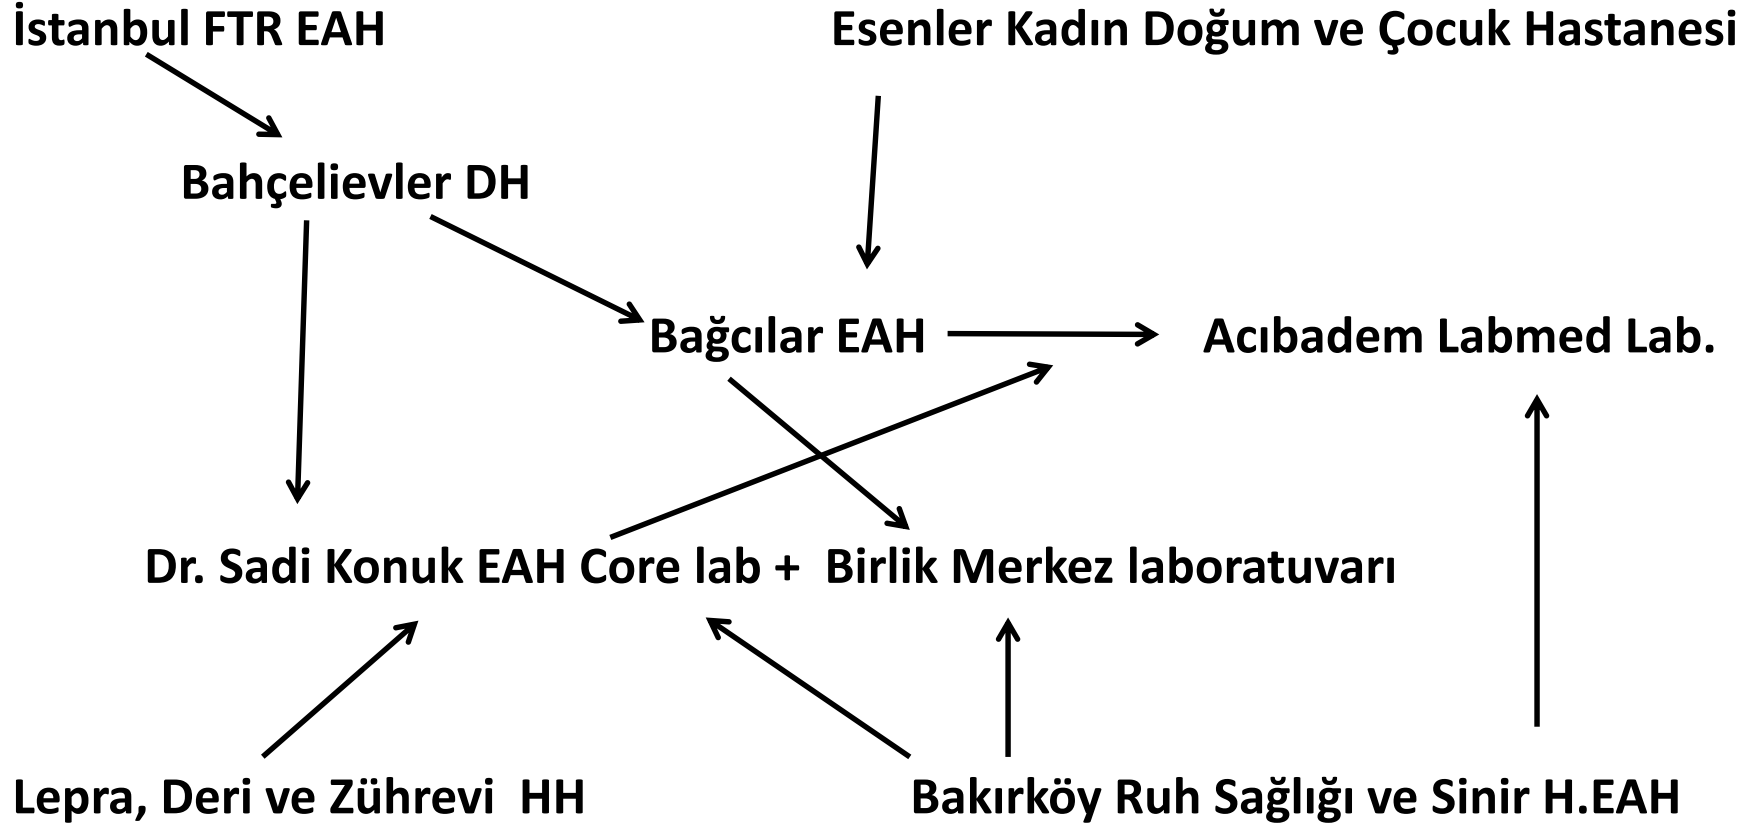 İstanbul FTR EAH
Esenler Kadın Doğum ve Çocuk Hastanesi
Bahçelievler DH
Bağcılar EAH
Acıbadem Labmed Lab.
Dr. Sadi Konuk EAH Core lab + Birlik Merkez laboratuvarı
Lepra, Deri ve Zührevi HH
Bakırköy Ruh Sağlığı ve Sinir H.EAH